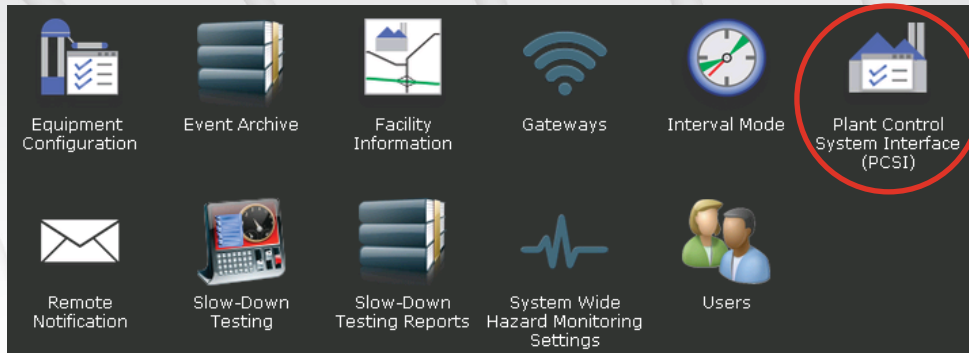 Equipment
Configuration
Event Archive
Facility
Information
Gateways
Interval Mode
Plant Control
System Interface
(PCSI)
Remote
Notification
Slow-Down
Testing
Slow-Down
Testing Reports
System Wide
Hazard Monitoring
Settings
Users